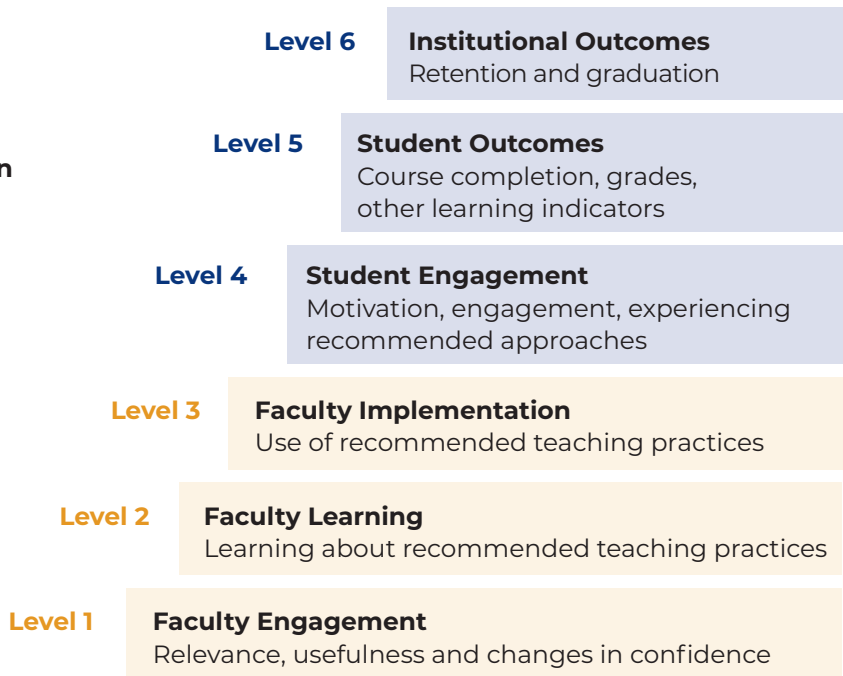 Level 6
Institutional Outcomes
Retention and graduation
n
Level 5
Student Outcomes
Course completion, grades,
other learning indicators
Level 4
Student Engagement
Motivation, engagement, experiencing
recommended approaches
Level 3
Faculty Implementation
Use of recommended teaching practices
Level 2
Faculty Learning
Learning about recommended teaching practices
Level 1
Faculty Engagement
Relevance, usefulness and changes in confidence